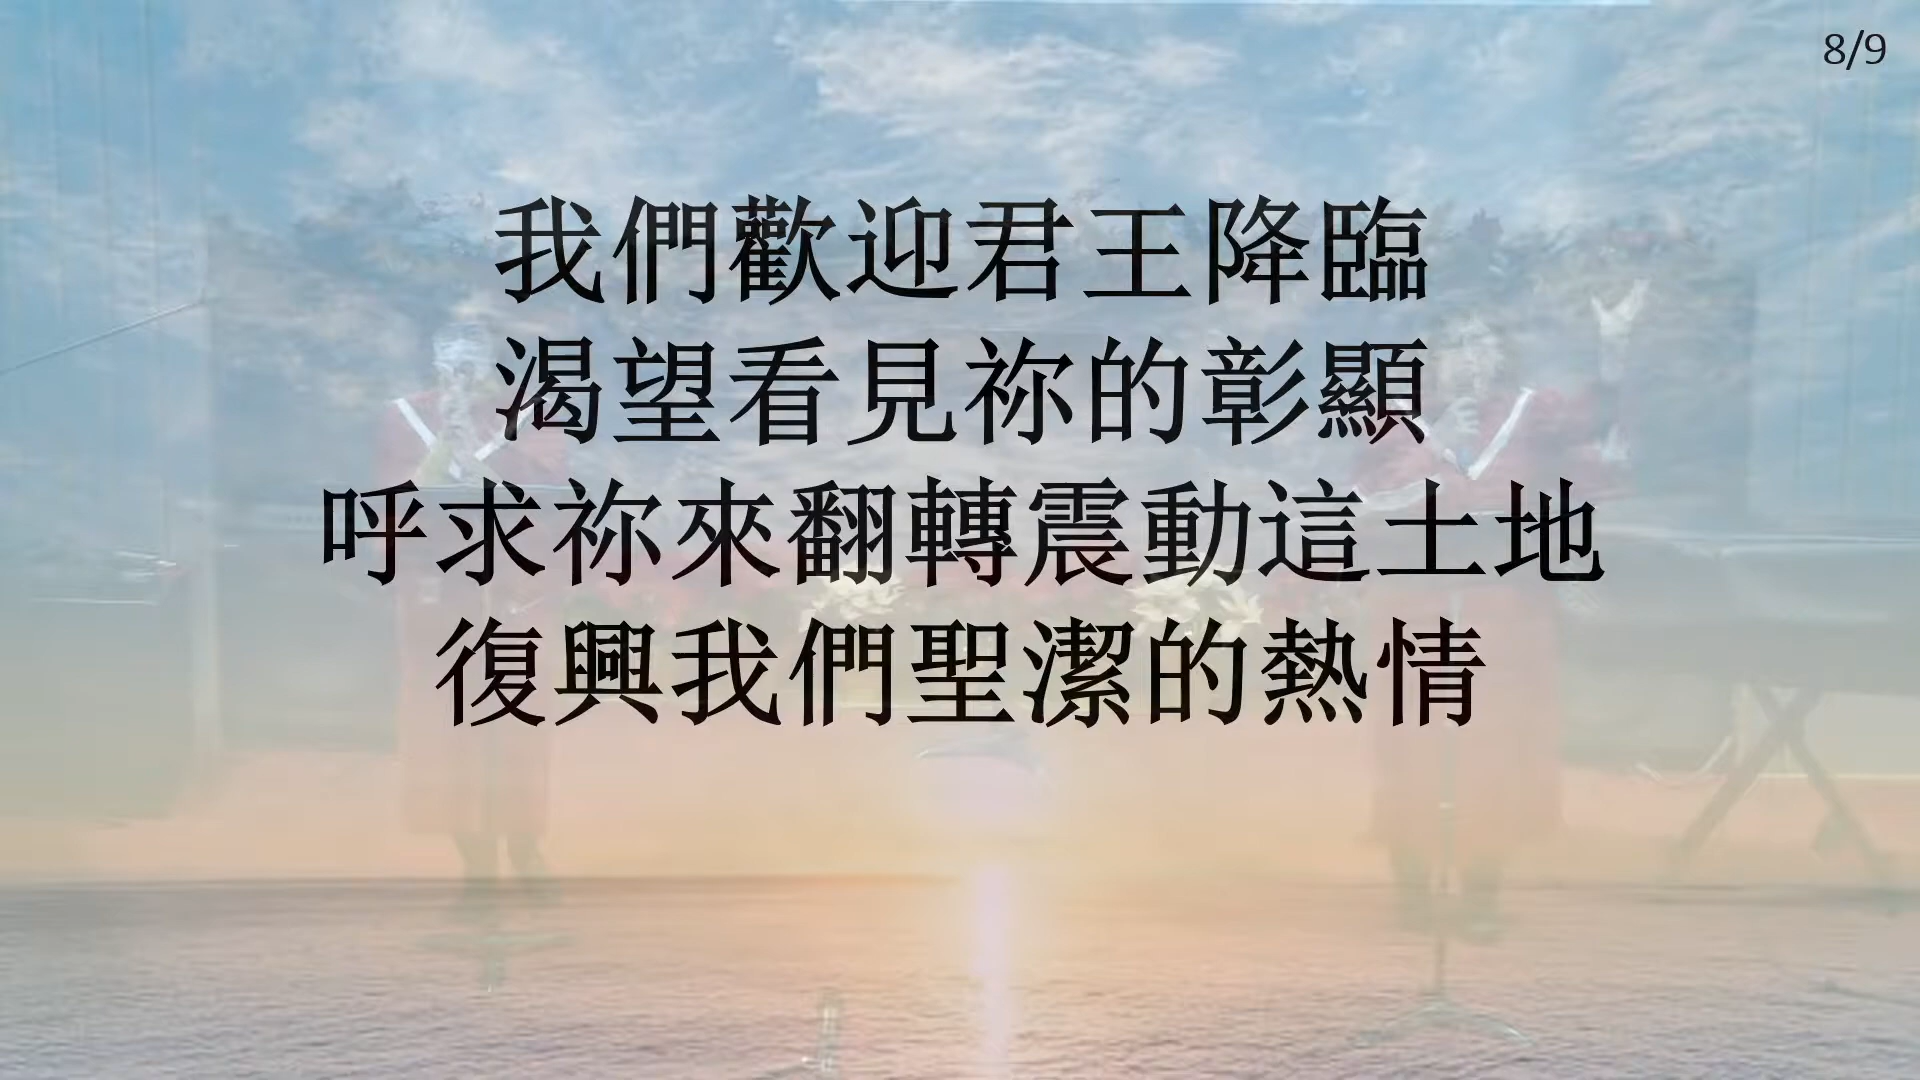 8/9
我們歡迎君王降臨
渴望看見祢的彰顯
呼求祢來翻轉震動這土地
復興我們聖潔的熱情